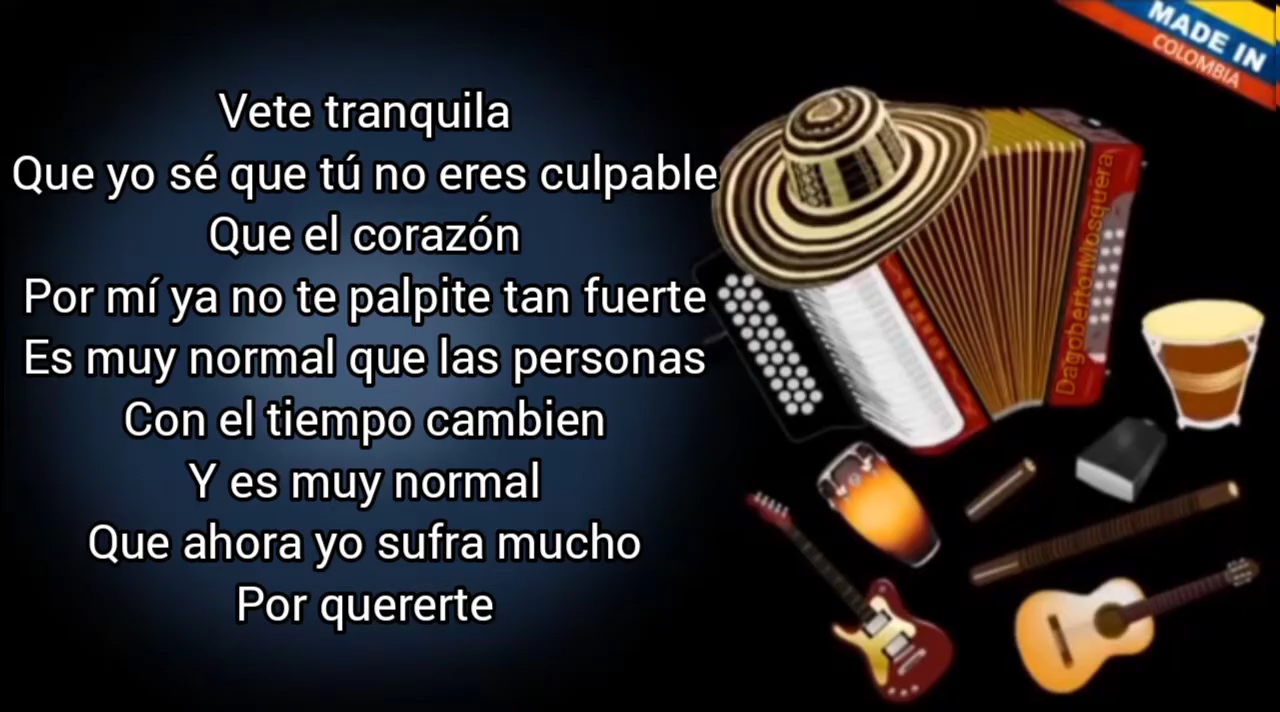 MADE IN
COLOMBIA
Vete tranquila
Que yo sé que tú no eres culpable
Que el corazón
Por mí ya no te palpite tan fuerte
Es muy normal que las personas
Con el tiempo cambien
Y es muy normal
Que ahora yo sufra mucho
Por quererte
Dagoberto Mosquera